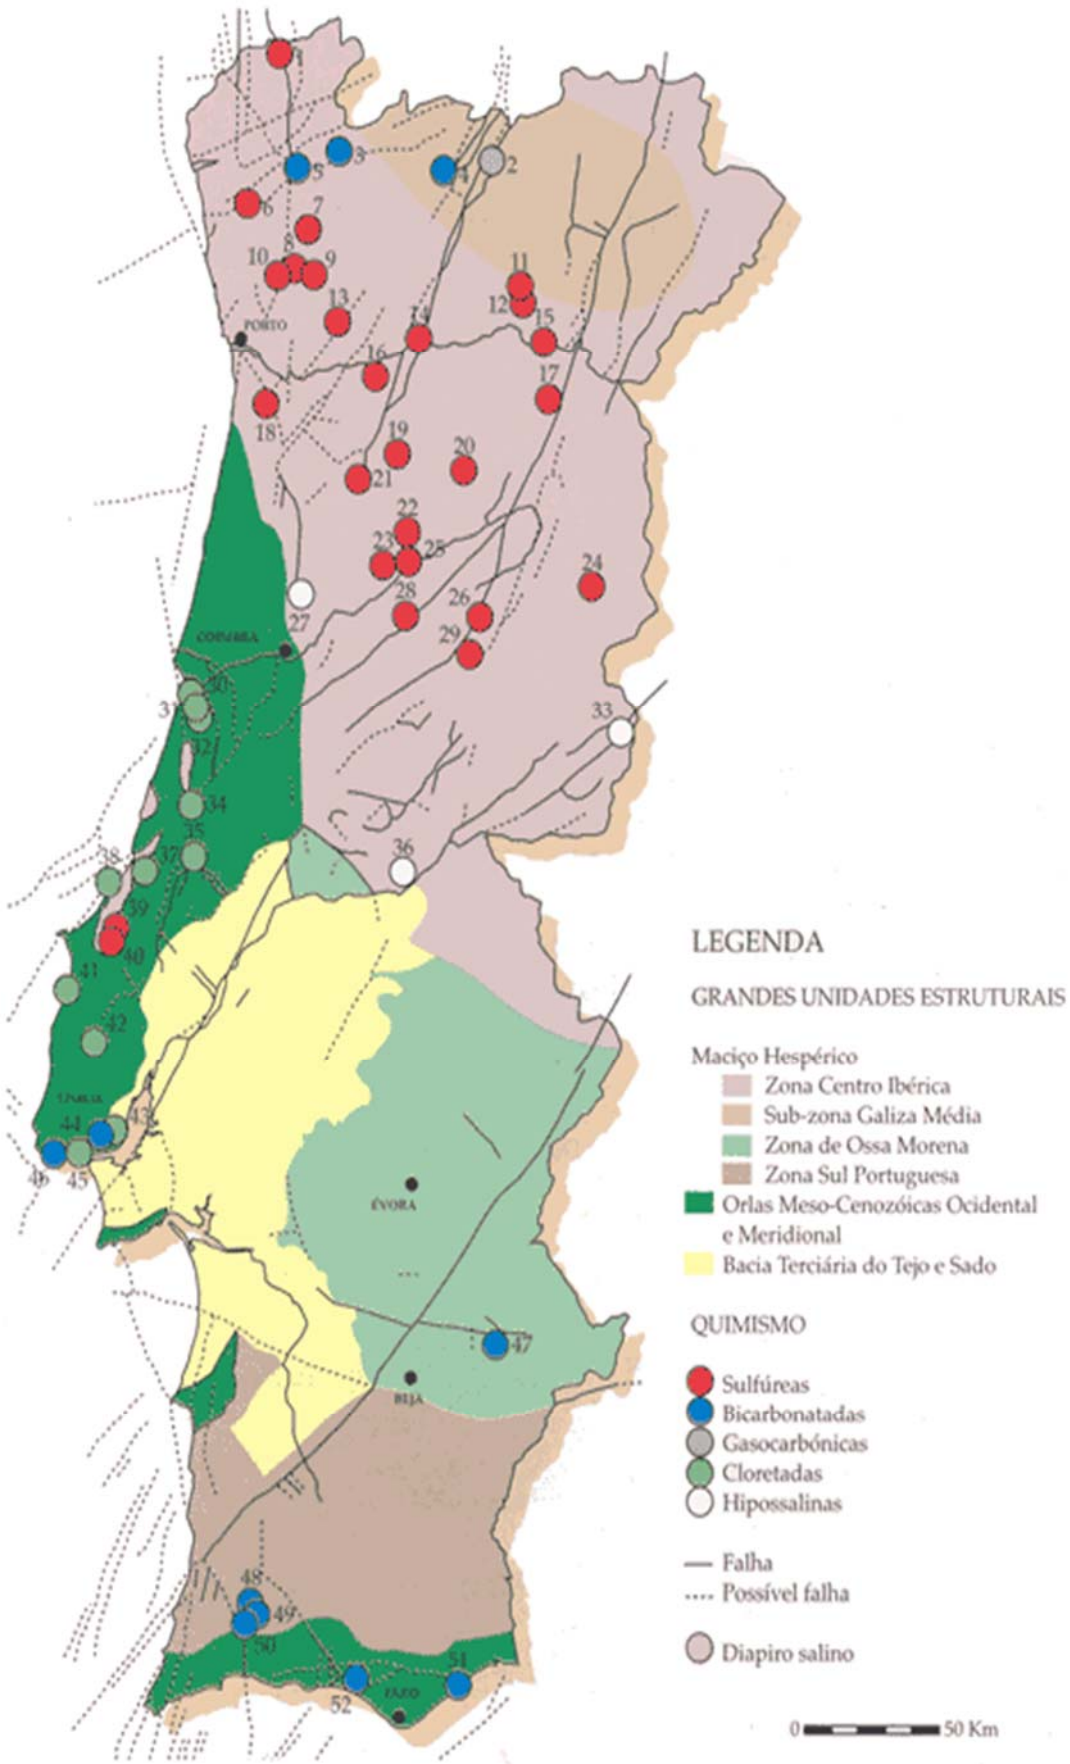 1
3
5
4
2
6
7
8
10
9
11
12
13
PORTO
14
15
16
17
18
19
20
21
22
23
25
24
28
26
27
29
COIMBRA
30
31
32
33
34
35
36
38
37
39
40
41
42
LISBOA
43
44
46
45
ÉVORA
47
BEJA
48
49
50
51
52
FARO
LEGENDA
GRANDES UNIDADES ESTRUTURAIS
Maciço Hespérico
Zona Centro Ibérica
Sub-zona Galiza Média
Zona de Ossa Morena
Zona Sul Portuguesa
Orlas Meso-Cenozóicas Ocidental
e Meridional
Bacia Terciária do Tejo e Sado
QUIMISMO
Sulfúreas
Bicarbonatadas
Gasocarbónicas
Cloretadas
Hipossalinas
Falha
Possível falha
Diapiro salino
0 50 Km